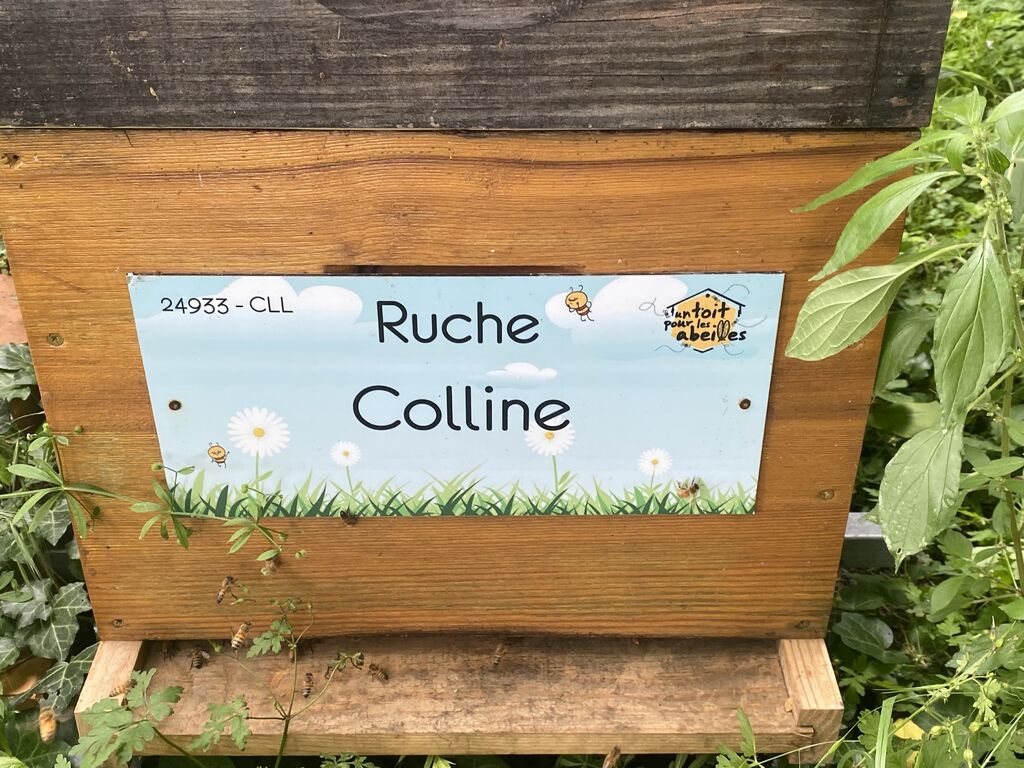 24933 - CLL
Ruche
Colline
un toit
pour les
abeilles